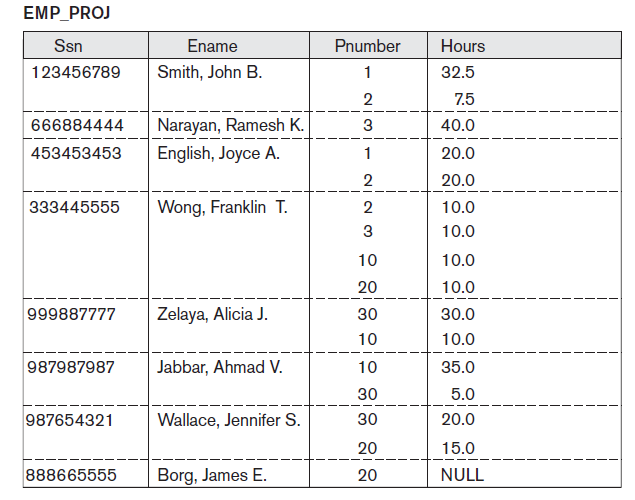 EMP_PROJ
Ssn Ename Pnumber Hours
123456789 Smith, John B. 1 32.5
2 7.5
666884444 Narayan, Ramesh K. 3 40.0
453453453 English, Joyce A. 1 20.0
2 20.0
333445555 Wong, Franklin T. 2 10.0
3 10.0
10 10.0
20 10.0
999887777 Zelaya, Alicia J. 30 30.0
10 10.0
987987987 Jabbar, Ahmad V. 10 35.0
30 5.0
987654321 Wallace, Jennifer S. 30 20.0
20 15.0
888665555 Borg, James E. 20 NULL